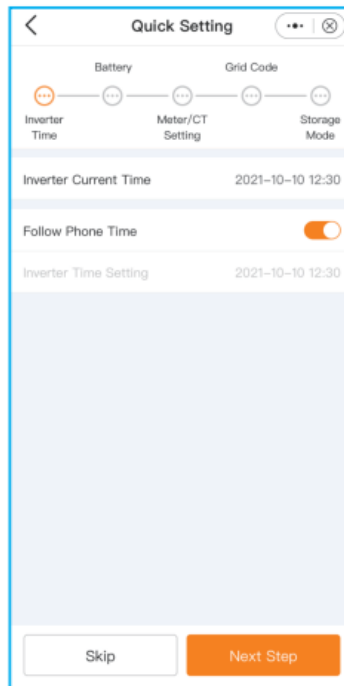 Quick Setting
Battery Grid Code
Inverter Time
Meter/CT Setting
Storage Mode
Inverter Current Time 2021-10-10 12:30
Follow Phone Time
Inverter Time Setting 2021-10-10 12:30
Skip Next Step